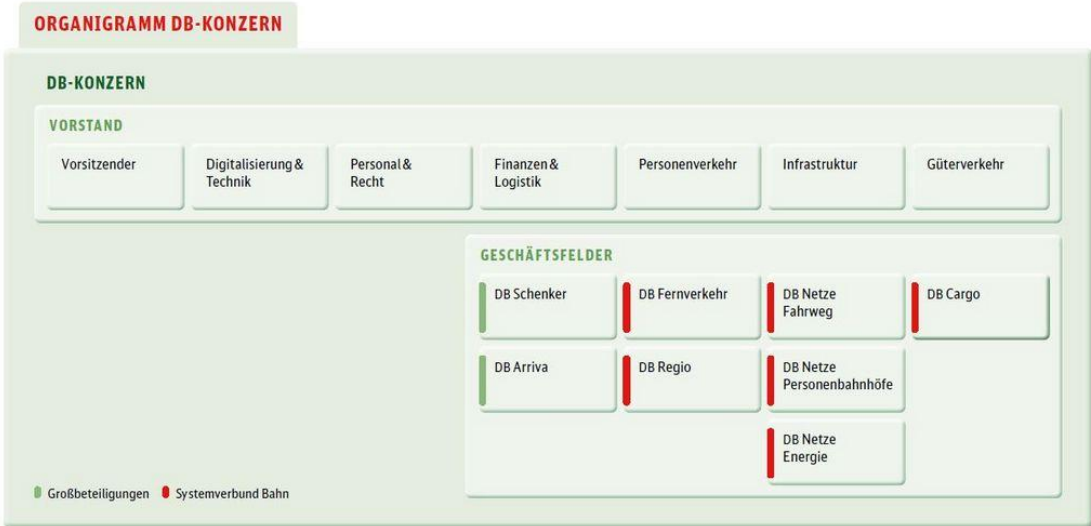 ORGANIGRAMM DB-KONZERN
DB-KONZERN
VORSTAND
Vorsitzender
Digitalisierung &
Technik
Personal &
Recht
Finanzen &
Logistik
Personenverkehr
Infrastruktur
Güterverkehr
GESCHÄFTSFELDER
DB Schenker
DB Fernverkehr
DB Netze
Fahrweg
DB Cargo
DB Arriva
DB Regio
DB Netze
Personenbahnhöfe
DB Netze
Energie
Großbeteiligungen
Systemverbund Bahn